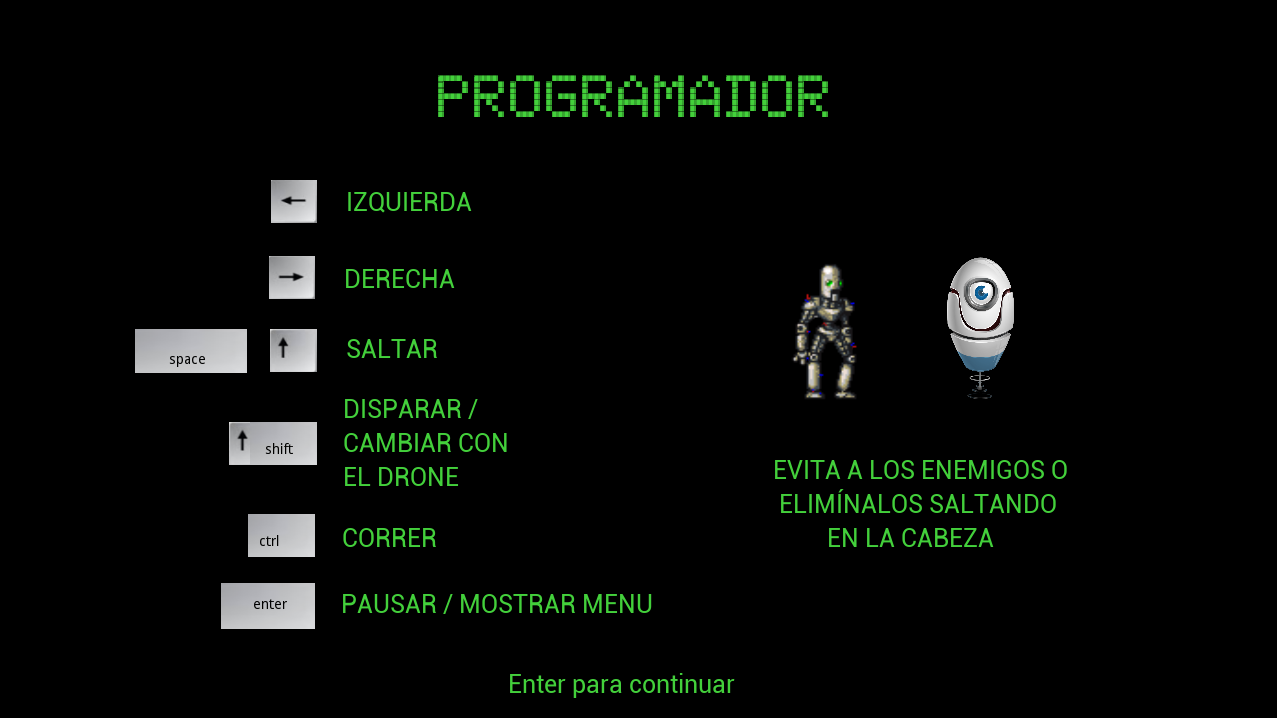 PROGRAMADOR
IZQUIERDA
DERECHA
space
SALTAR
DISPARAR /
CAMBIAR CON
EL DRONE
shift
ctrl
CORRER
enter
PAUSAR / MOSTRAR MENU
EVITA A LOS ENEMIGOS O
ELIMÍNALOS SALTANDO
EN LA CABEZA
Enter para continuar